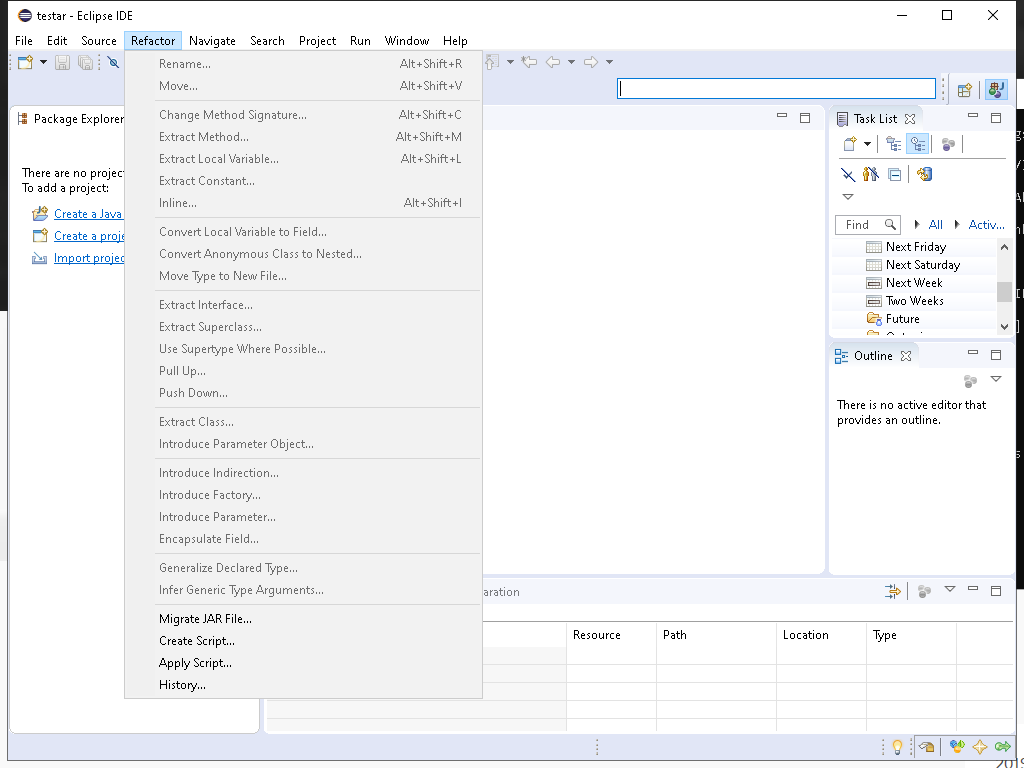 testar - Eclipse IDE
File Edit Source Refactor Navigate Search Project Run Window Help
Rename... Alt+Shift+R
Move... Alt+Shift+V
Change Method Signature... Alt+Shift+C
Extract Method... Alt+Shift+M
Extract Local Variable... Alt+Shift+L
Extract Constant...
Inline... Alt+Shift+I
Convert Local Variable to Field...
Convert Anonymous Class to Nested...
Move Type to New File...
Extract Interface...
Extract Superclass...
Use Supertype Where Possible...
Pull Up...
Push Down...
Extract Class...
Introduce Parameter Object...
Introduce Indirection...
Introduce Factory...
Introduce Parameter...
Encapsulate Field...
Generalize Declared Type...
Infer Generic Type Arguments...
Migrate JAR File...
Create Script...
Apply Script...
History...
Package Explorer
There are no project
To add a project:
Create a Java
Create a proje
Import projec
Task List
Find All Activ...
Next Friday
Next Saturday
Next Week
Two Weeks
Future
Outline
There is no active editor that
provides an outline.
aration
Resource Path Location Type
2019